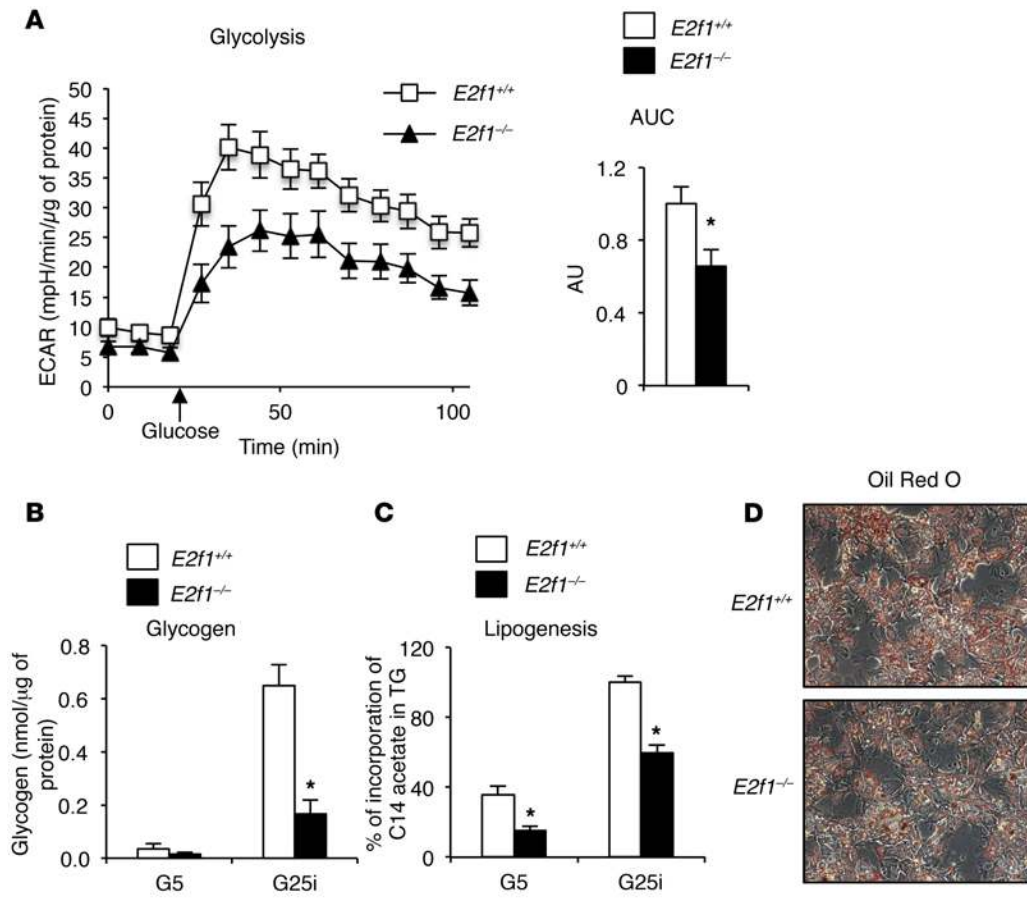 A
Glycolysis
E2f1+/+
E2f1–/–
ECAR (mpH/min/µg of protein)
50
45
40
35
30
25
20
15
10
5
0
0
50
100
Glucose
Time (min)
E2f1+/+
E2f1–/–
AUC
AU
1.2
0.8
0.4
0
*
B
E2f1+/+
E2f1–/–
Glycogen
Glycogen (nmol/µg of
protein)
0.8
0.6
0.4
0.2
0.0
*
G5
G25i
C
E2f1+/+
E2f1–/–
Lipogenesis
% of incorporation of
C14 acetate in TG
120
80
40
0
*
*
G5
G25i
D
Oil Red O
E2f1+/+
E2f1–/–